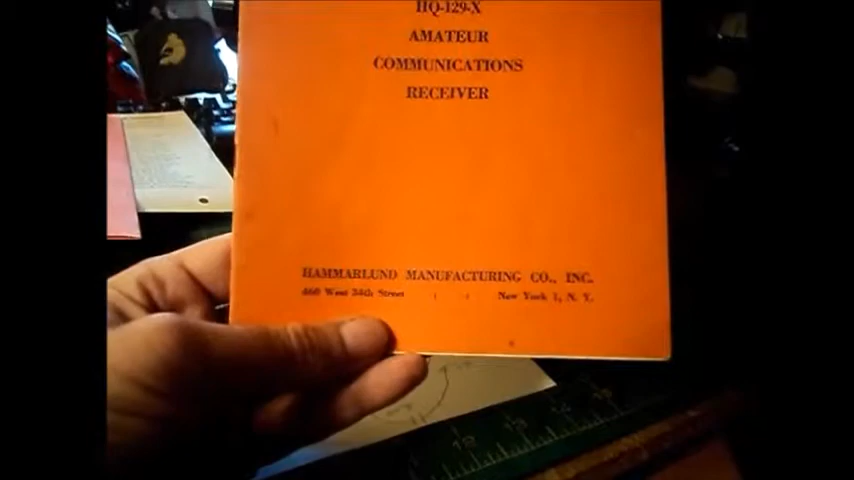 HQ-129-X
AMATEUR
COMMUNICATIONS
RECEIVER
HAMMARLUND MANUFACTURING CO., INC.
460 West 34th Street New York 1, N. Y.